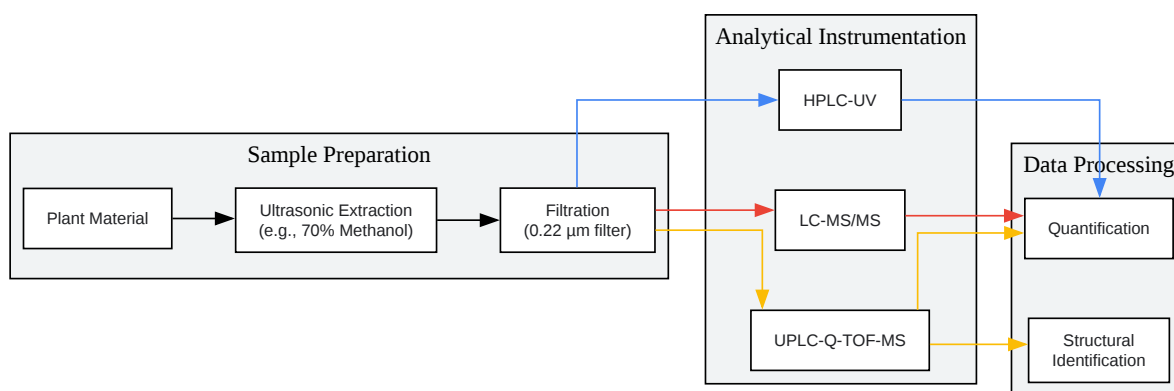 Analytical Instrumentation
HPLC-UV
Sample Preparation
Data Processing
Plant Material
Ultrasonic Extraction
(e.g., 70% Methanol)
Filtration
(0.22 µm filter)
LC-MS/MS
Quantification
UPLC-Q-TOF-MS
Structural
Identification